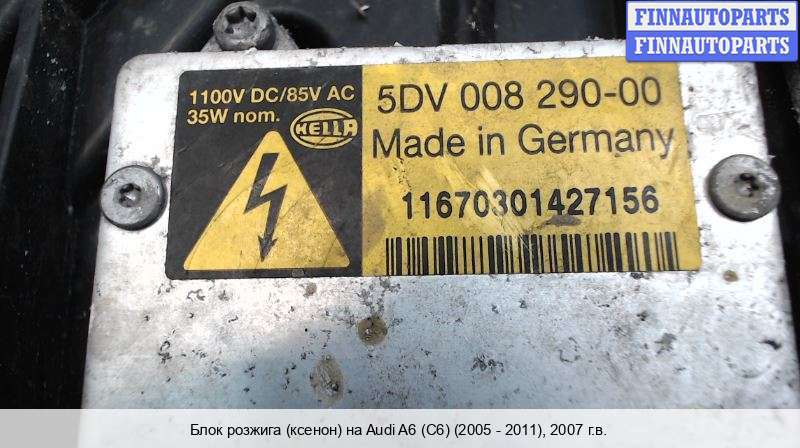 FINNAUTOPARTS
FINNAUTOPARTS
1100V DC/85V AC
35W nom.
HELLA
5DV 008 290-00
Made in Germany
11670301427156
Блок розжига (ксенон) на Audi A6 (C6) (2005 - 2011), 2007 г.в.